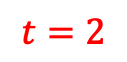 t = 2